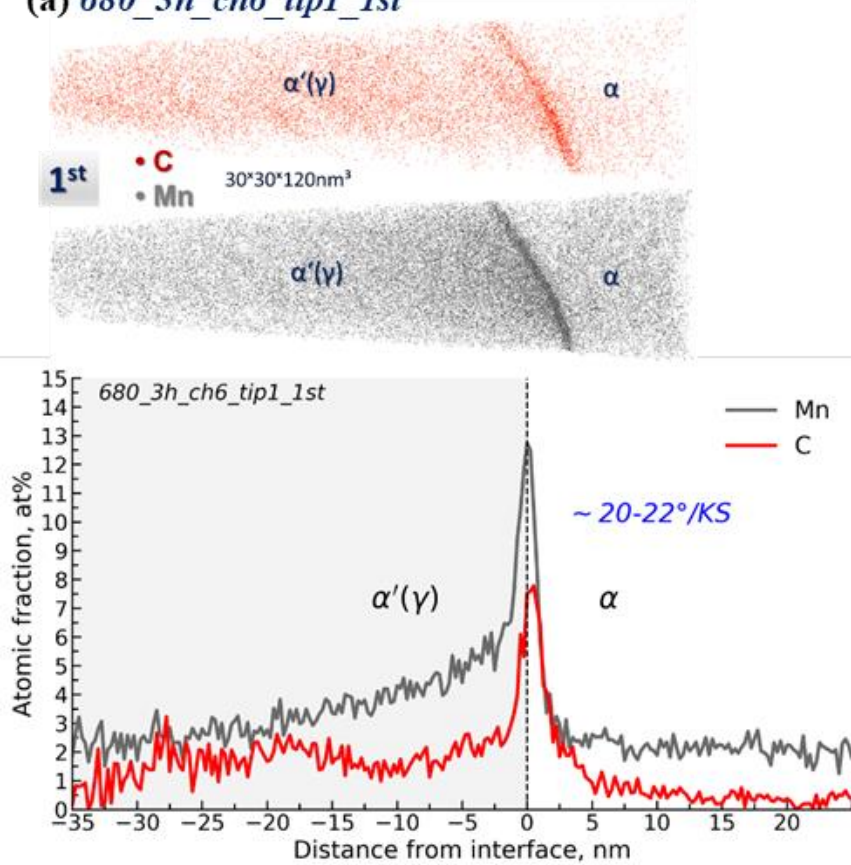 (a) 680_3h_ch6_tip1_1st
α‘(γ) α
1st
• C
• Mn
30×30×120nm³
α‘(γ) α
680_3h_ch6_tip1_1st
Mn
C
~ 20-22°/KS
α′(γ) α
Atomic fraction, at%
15
14
13
12
11
10
9
8
7
6
5
4
3
2
1
0
−35 −30 −25 −20 −15 −10 −5 0 5 10 15 20
Distance from interface, nm